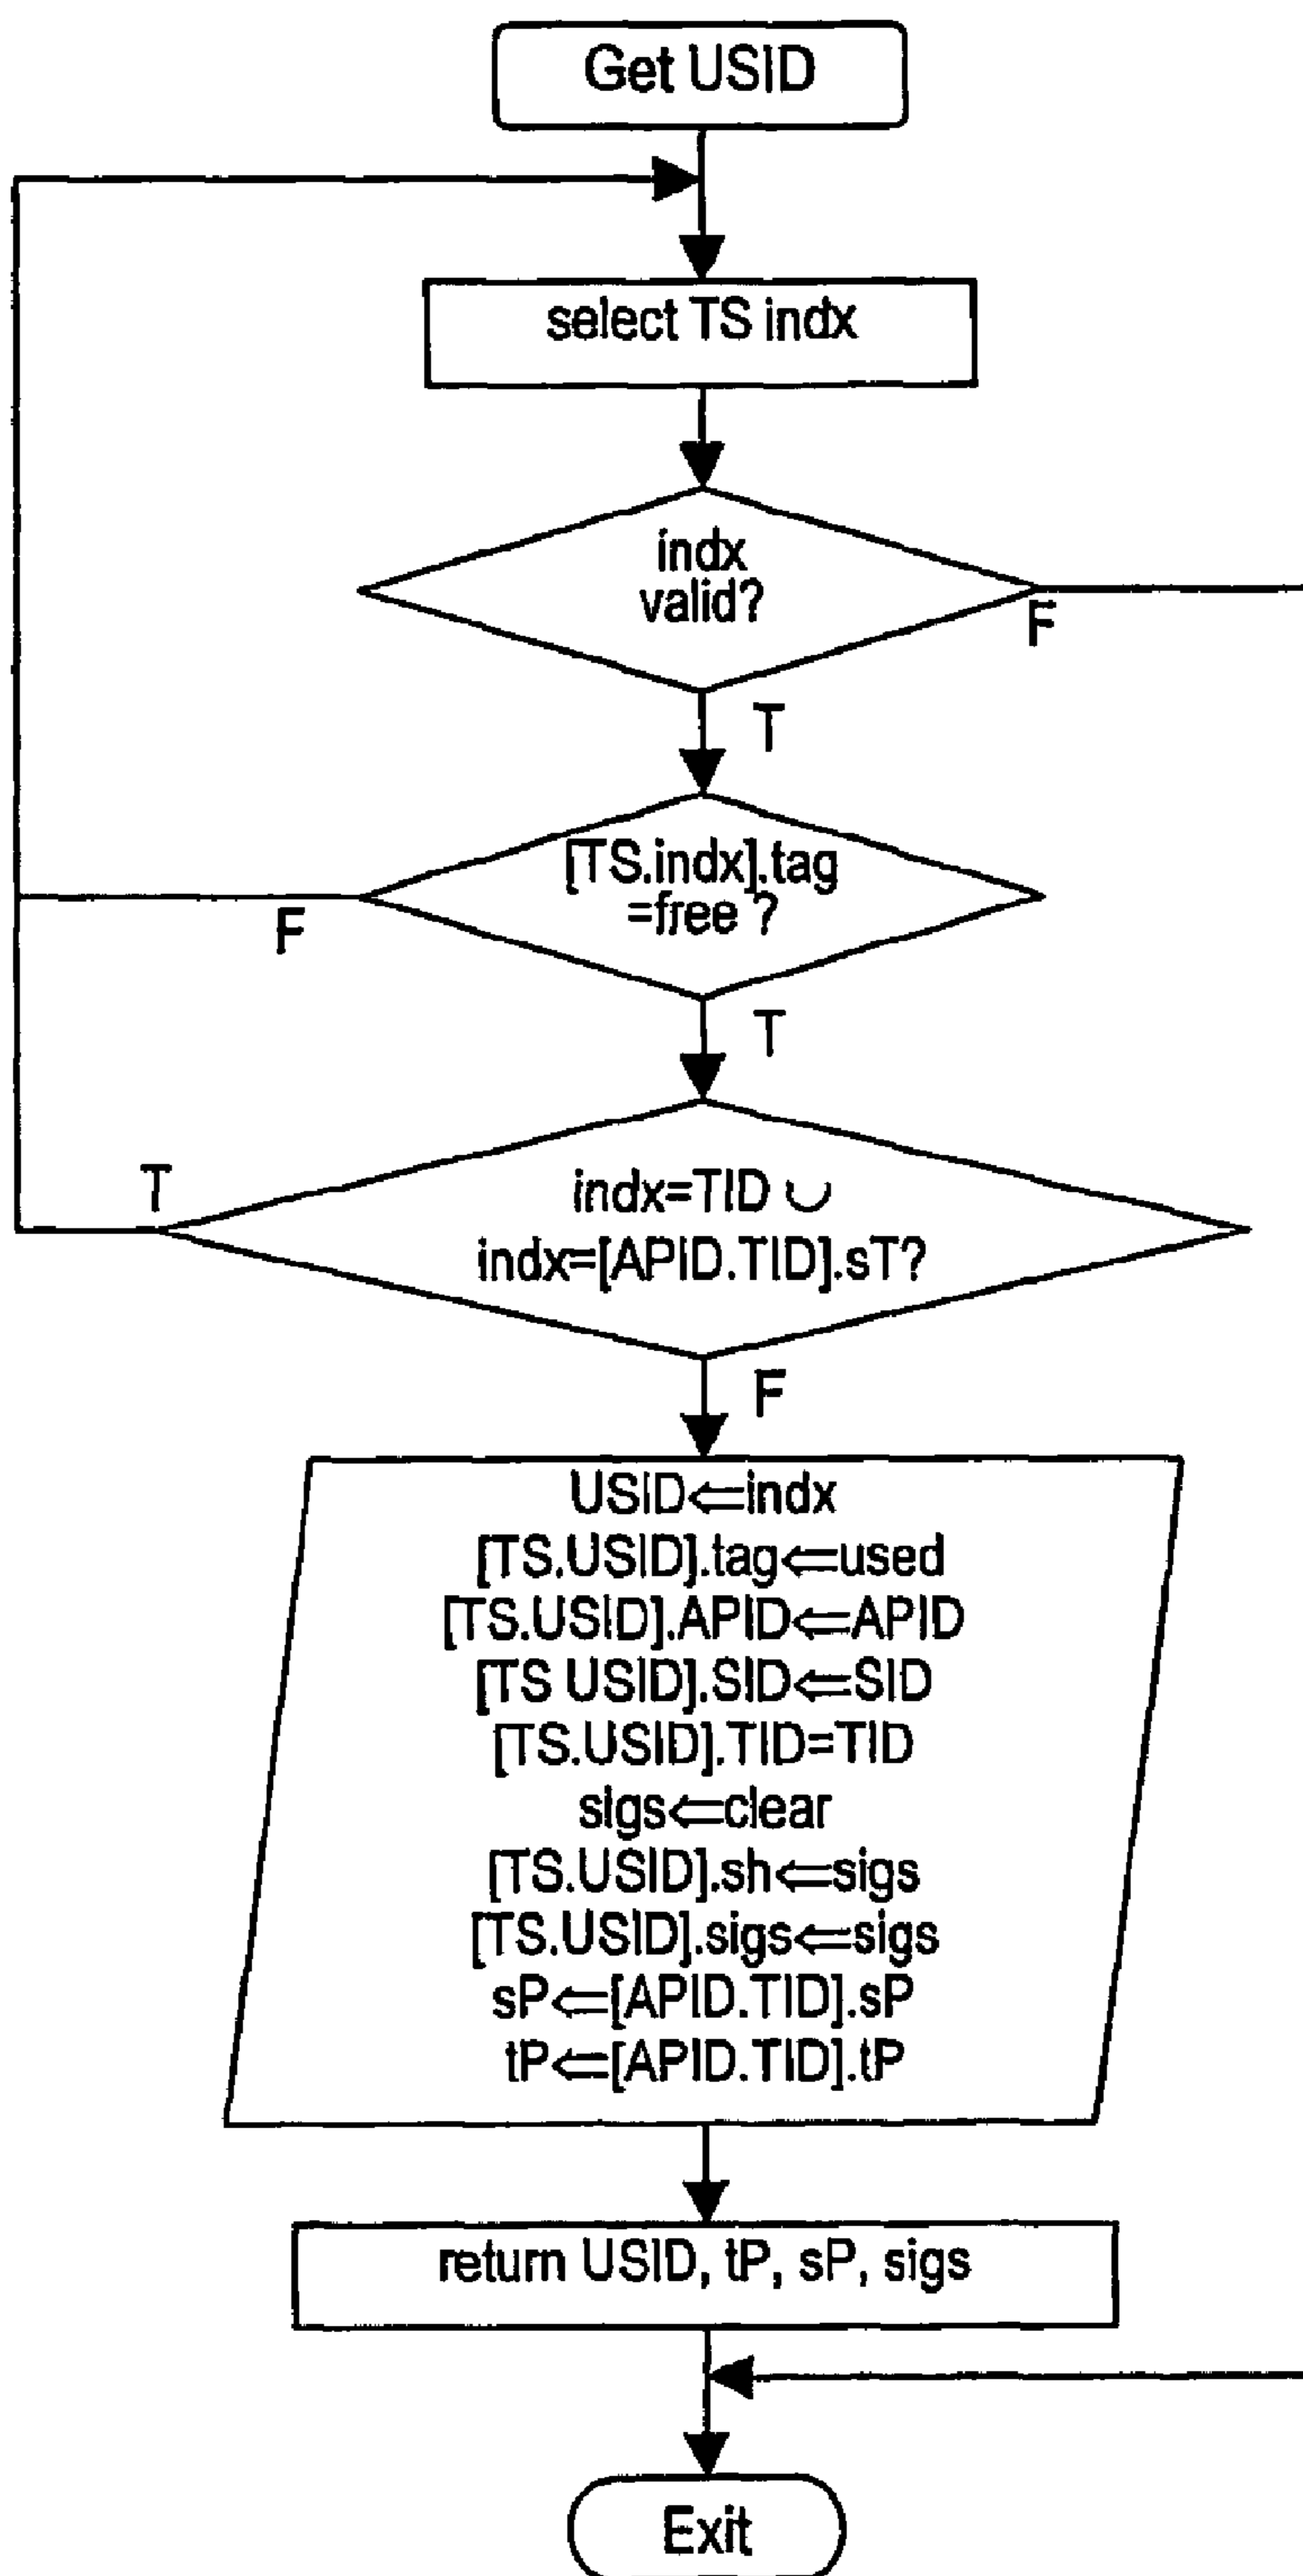 Get USID
select TS indx
indx
valid?
F
T
[TS.indx].tag
=free ?
F
T
T
indx=TID ∪
indx=[APID.TID].sT?
F
USID⇐indx
[TS.USID].tag⇐used
[TS.USID].APID⇐APID
[TS USID].SID⇐SID
[TS.USID].TID=TID
sigs⇐clear
[TS.USID].sh⇐sigs
[TS.USID].sigs⇐sigs
sP⇐[APID.TID].sP
tP⇐[APID.TID].tP
return USID, tP, sP, sigs
Exit